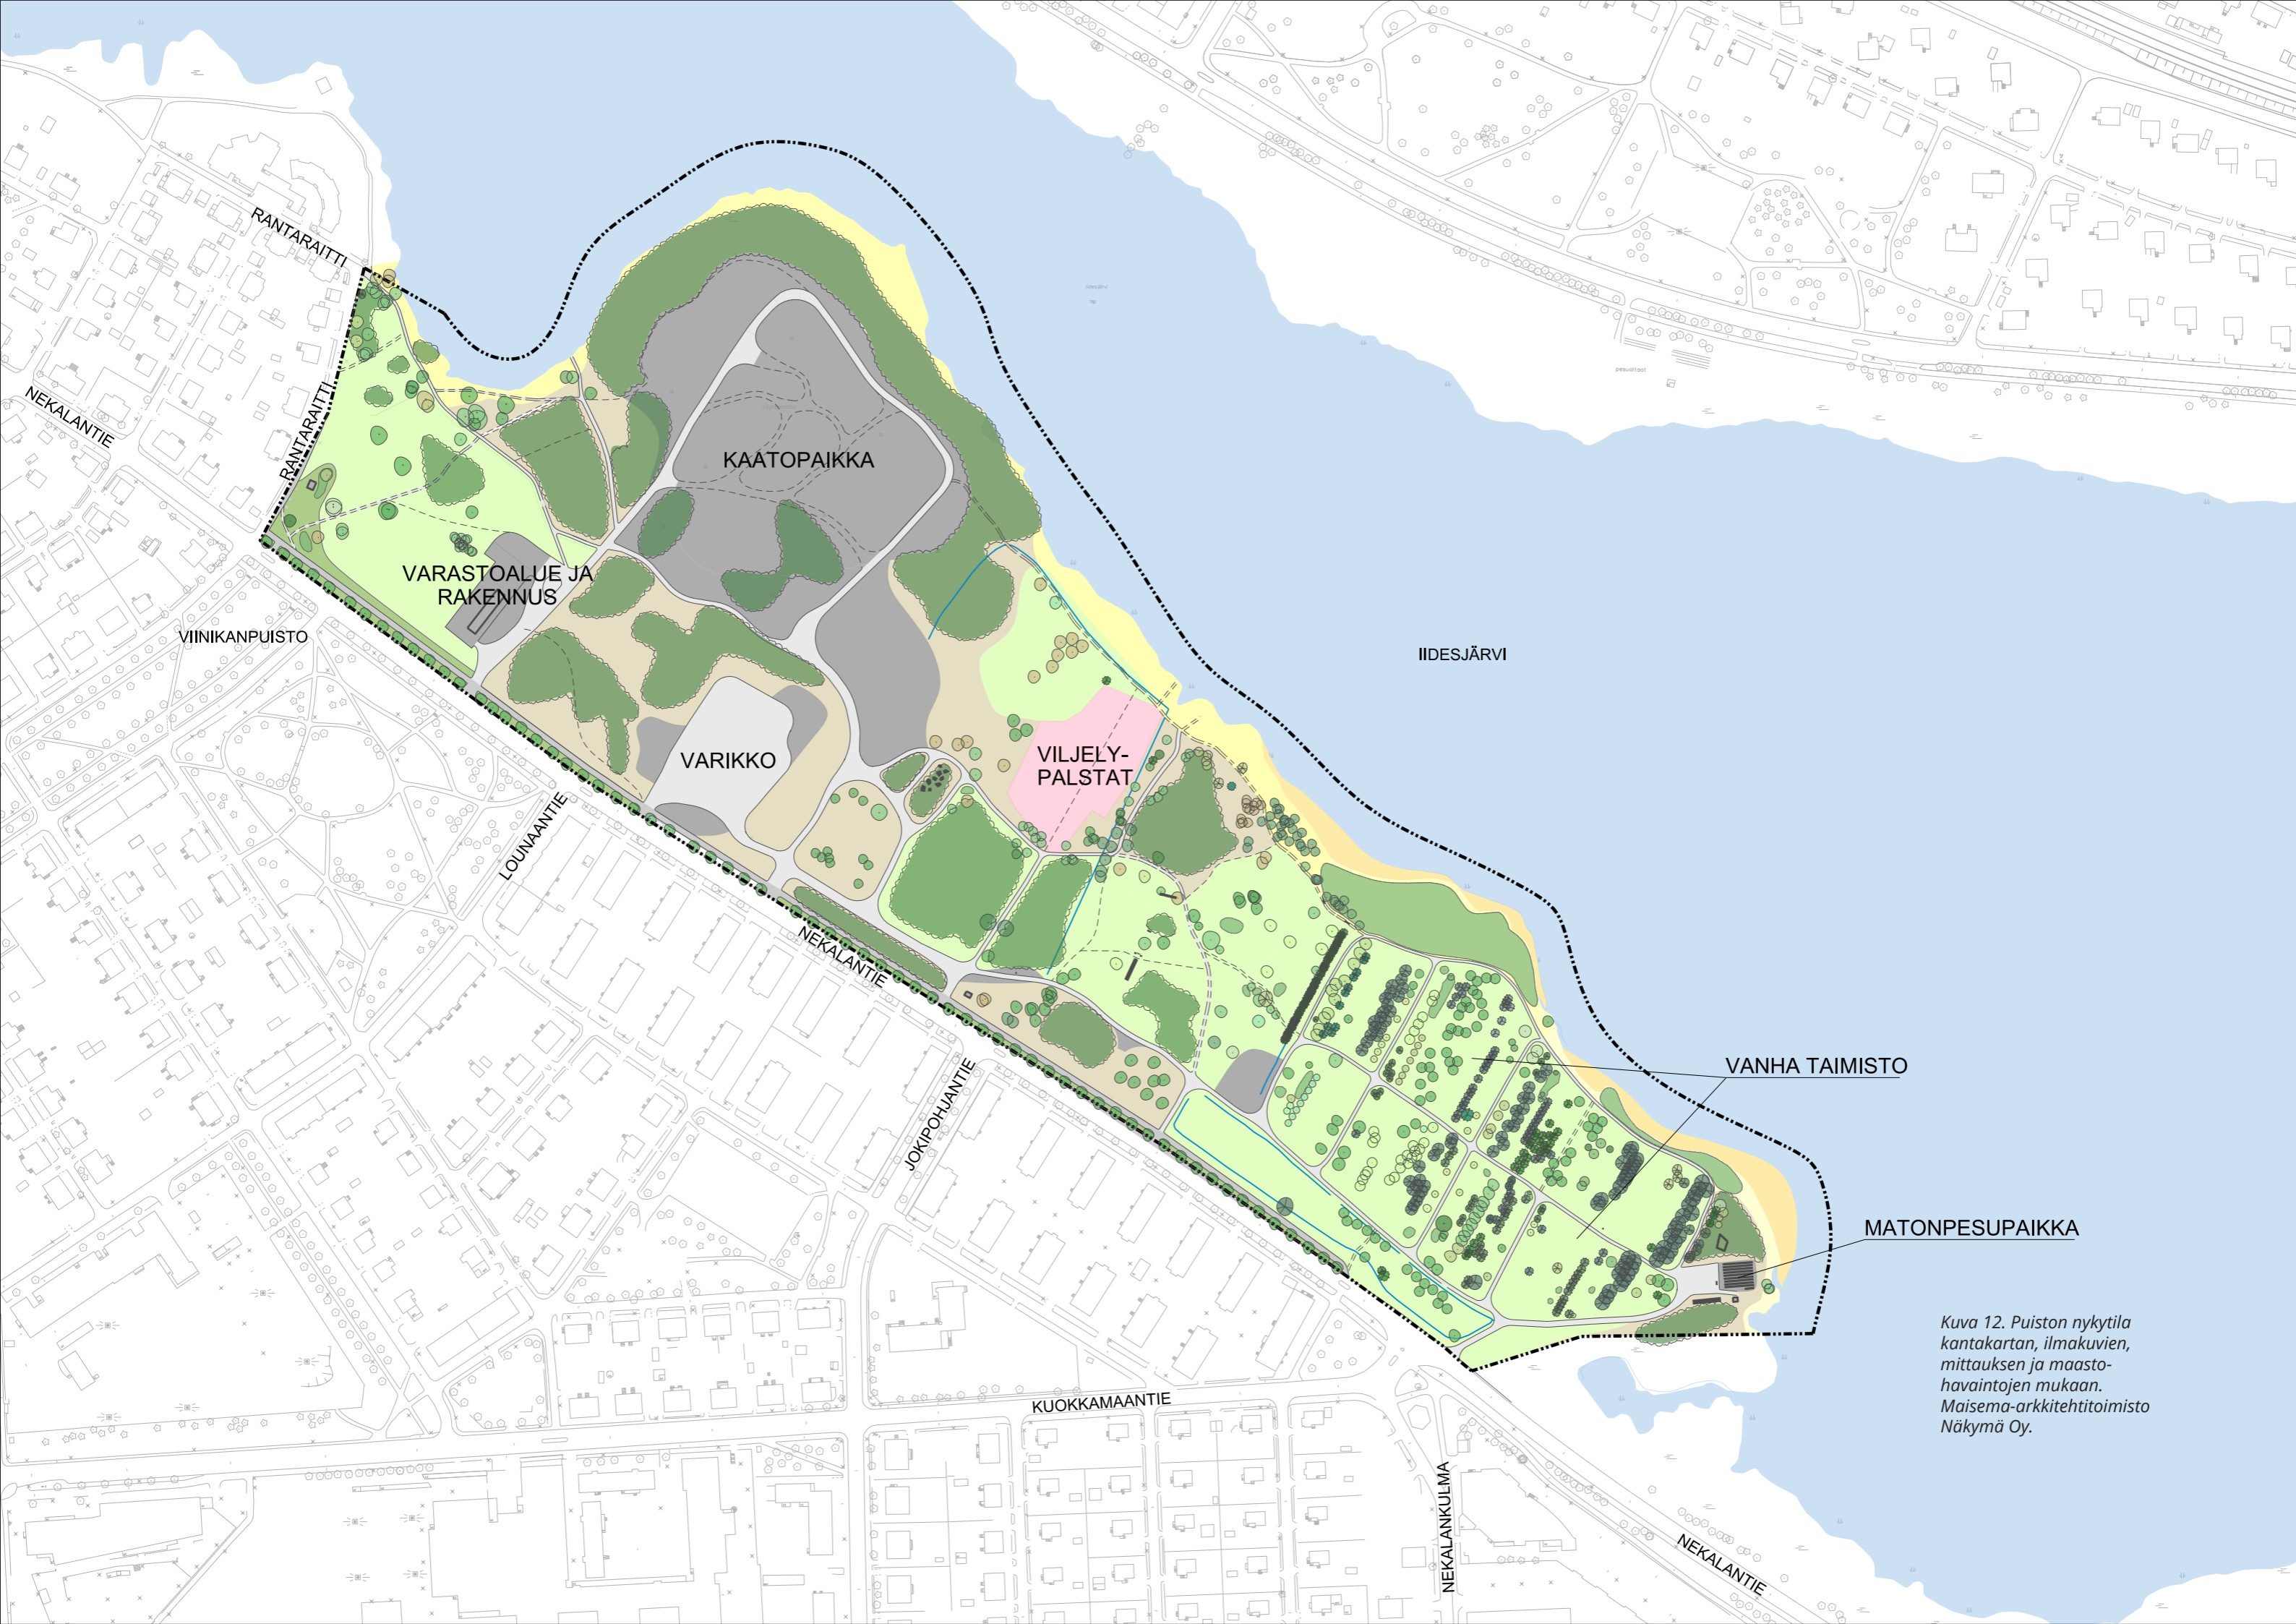 RANTARAITTI
NEKALANTIE
RANTARAITTI
KAATOPAIKKA
VARASTOALUE JA
RAKENNUS
VIINIKANPUISTO
IIDESJÄRVI
VARIKKO
VILJELY-
PALSTAT
LOUNAANTIE
NEKALANTIE
JOKIPOHJANTIE
VANHA TAIMISTO
MATONPESUPAIKKA
Kuva 12. Puiston nykytila
kantakartan, ilmakuvien,
mittauksen ja maasto-
havaintojen mukaan.
Maisema-arkkitehtitoimisto
Näkymä Oy.
KUOKKAMAANTIE
NEKALANKULMA
NEKALANTIE